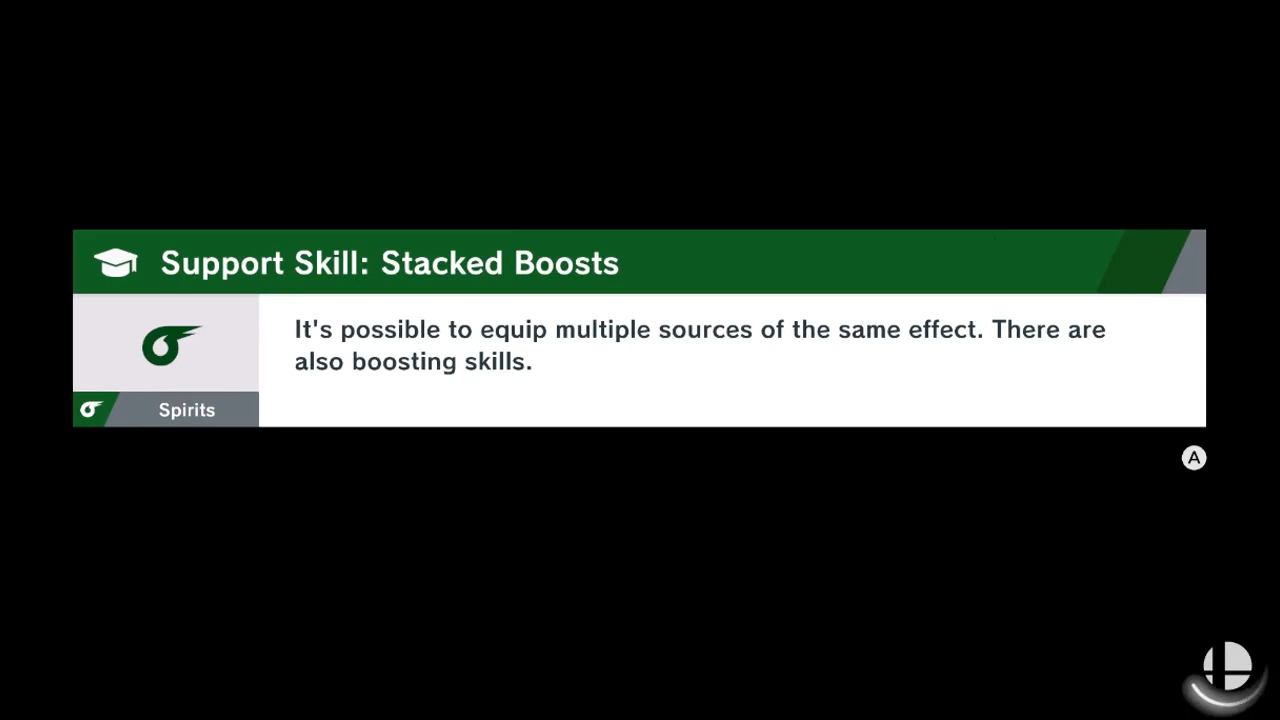 Support Skill: Stacked Boosts
It's possible to equip multiple sources of the same effect. There are
also boosting skills.
Spirits
A